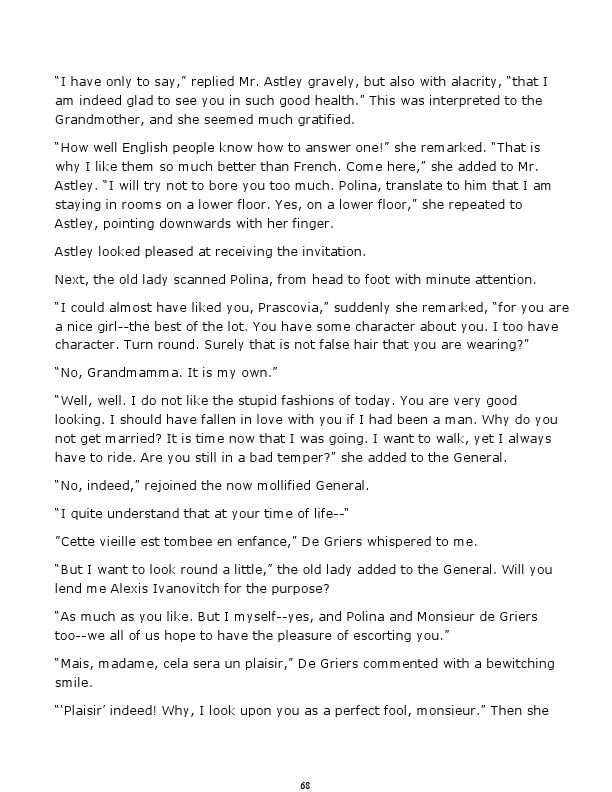 “I have only to say,” replied Mr. Astley gravely, but also with alacrity, “that I
am indeed glad to see you in such good health.” This was interpreted to the
Grandmother, and she seemed much gratified.
“How well English people know how to answer one!” she remarked. “That is
why I like them so much better than French. Come here,” she added to Mr.
Astley. “I will try not to bore you too much. Polina, translate to him that I am
staying in rooms on a lower floor. Yes, on a lower floor,” she repeated to
Astley, pointing downwards with her finger.
Astley looked pleased at receiving the invitation.
Next, the old lady scanned Polina, from head to foot with minute attention.
“I could almost have liked you, Prascovia,” suddenly she remarked, “for you are
a nice girl--the best of the lot. You have some character about you. I too have
character. Turn round. Surely that is not false hair that you are wearing?”
“No, Grandmamma. It is my own.”
“Well, well. I do not like the stupid fashions of today. You are very good
looking. I should have fallen in love with you if I had been a man. Why do you
not get married? It is time now that I was going. I want to walk, yet I always
have to ride. Are you still in a bad temper?” she added to the General.
“No, indeed,” rejoined the now mollified General.
“I quite understand that at your time of life--“
”Cette vieille est tombee en enfance,” De Griers whispered to me.
“But I want to look round a little,” the old lady added to the General. Will you
lend me Alexis Ivanovitch for the purpose?
“As much as you like. But I myself--yes, and Polina and Monsieur de Griers
too--we all of us hope to have the pleasure of escorting you.”
“Mais, madame, cela sera un plaisir,” De Griers commented with a bewitching
smile.
“‘Plaisir’ indeed! Why, I look upon you as a perfect fool, monsieur.” Then she
68